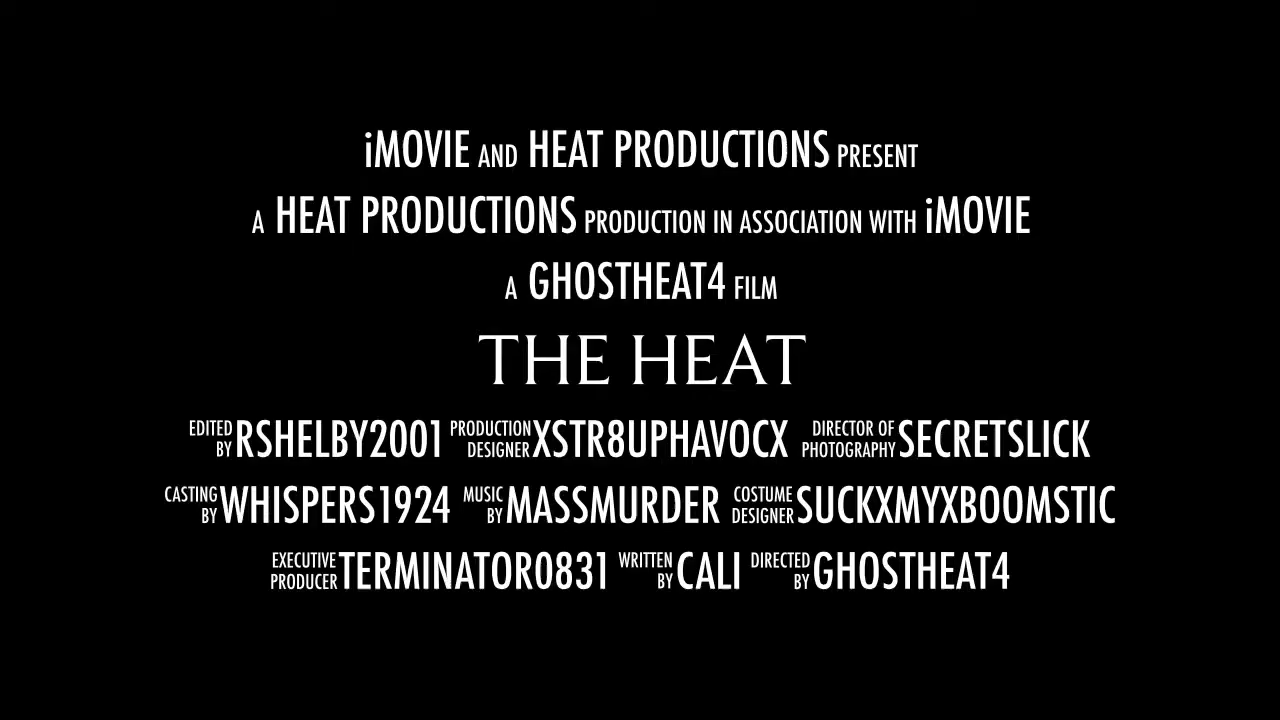 iMOVIE AND HEAT PRODUCTIONS PRESENT
A HEAT PRODUCTIONS PRODUCTION IN ASSOCIATION WITH iMOVIE
A GHOSTHEAT4 FILM
THE HEAT
EDITED BY RSHELBY2001 PRODUCTION DESIGNER XSTR8UPHAVOCX DIRECTOR OF PHOTOGRAPHY SECRETSLICK
CASTING BY WHISPERS1924 MUSIC BY MASSMURDER COSTUME DESIGNER SUCKXMYXBOOMSTIC
EXECUTIVE PRODUCER TERMINATOR0831 WRITTEN BY CALI DIRECTED BY GHOSTHEAT4